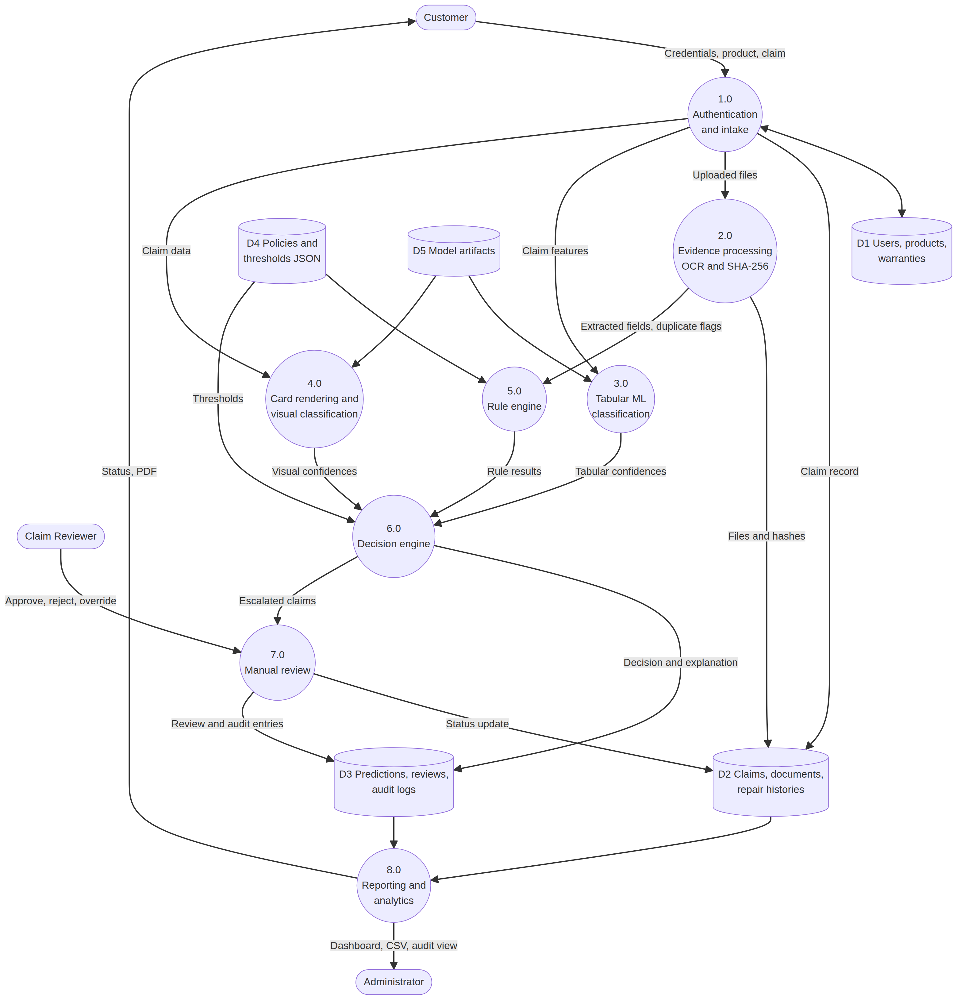 Customer
Credentials, product, claim
1.0
Authentication
and intake
Uploaded files
D4 Policies and
thresholds JSON
D5 Model artifacts
Claim data
Claim features
2.0
Evidence processing
OCR and SHA-256
D1 Users, products,
warranties
Extracted fields, duplicate flags
Thresholds
4.0
Card rendering and
visual classification
5.0
Rule engine
3.0
Tabular ML
classification
Status, PDF
Visual confidences
Rule results
Tabular confidences
Claim record
Claim Reviewer
6.0
Decision engine
Files and hashes
Approve, reject, override
Escalated claims
7.0
Manual review
Decision and explanation
Review and audit entries
Status update
D3 Predictions, reviews,
audit logs
D2 Claims, documents,
repair histories
8.0
Reporting and
analytics
Dashboard, CSV, audit view
Administrator